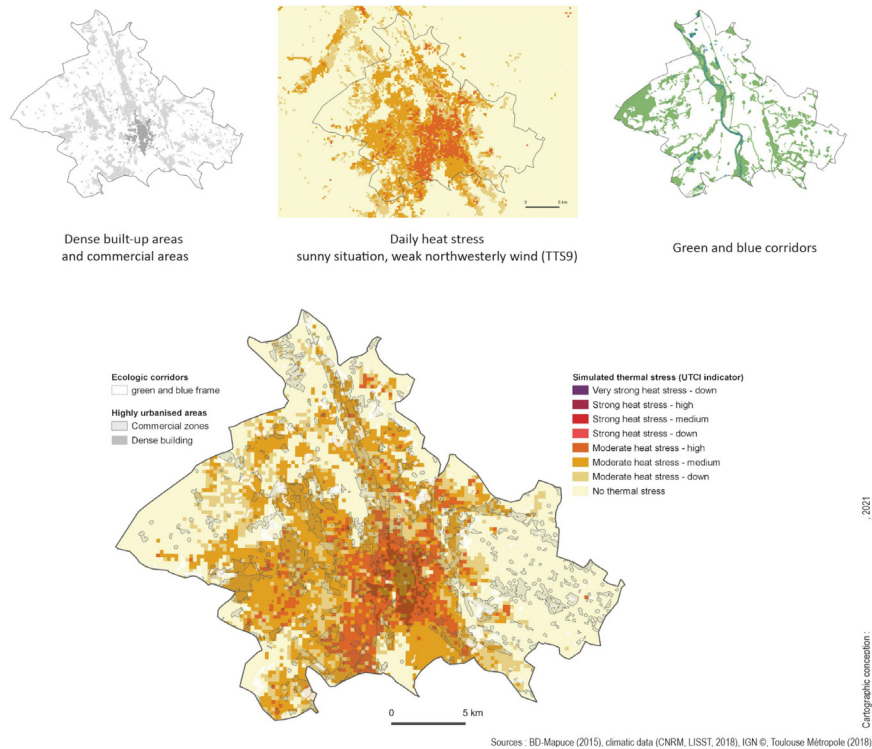 5 km
Dense built-up areas
and commercial areas
Daily heat stress
sunny situation, weak northwesterly wind (TTS9)
Green and blue corridors
Ecologic corridors
green and blue frame
Highly urbanised areas
Commercial zones
Dense building
Simulated thermal stress (UTCI indicator)
Very strong heat stress - down
Strong heat stress - high
Strong heat stress - medium
Strong heat stress - down
Moderate heat stress - high
Moderate heat stress - medium
Moderate heat stress - down
No thermal stress
0 5 km
Cartographic conception : , 2021
Sources : BD-Mapuce (2015), climatic data (CNRM, LISST, 2018), IGN ©, Toulouse Métropole (2018)